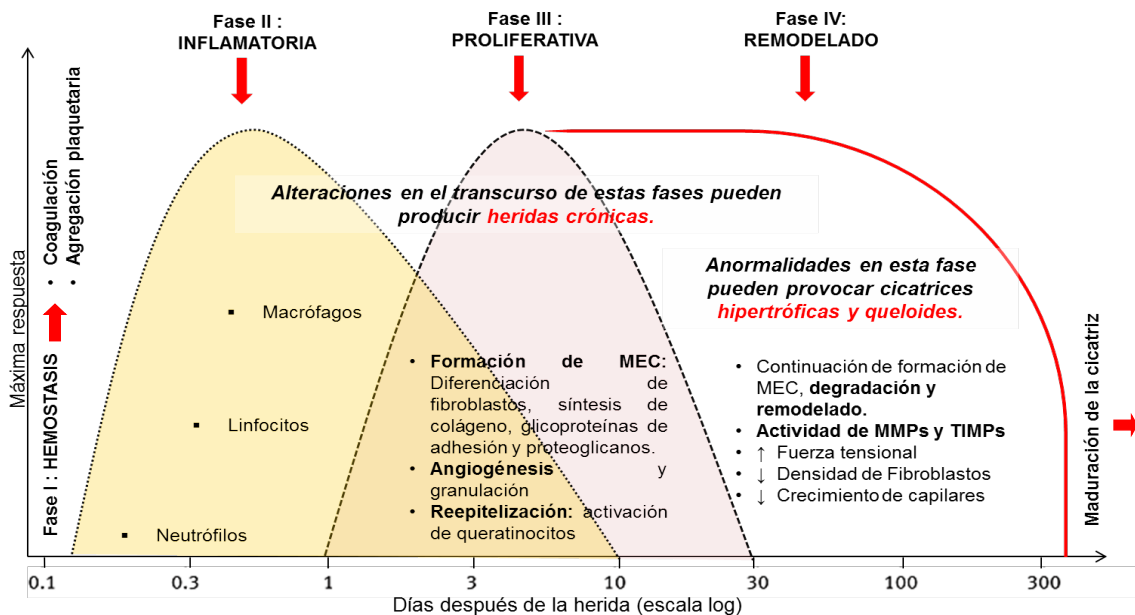 Fase II :
INFLAMATORIA
Fase III :
PROLIFERATIVA
Fase IV:
REMODELADO
Máxima respuesta
Fase I : HEMOSTASIS
• Coagulación
• Agregación plaquetaria
Alteraciones en el transcurso de estas fases pueden
producir heridas crónicas.
Anormalidades en esta fase
pueden provocar cicatrices
hipertróficas y queloides.
▪ Macrófagos
▪ Linfocitos
▪ Neutrófilos
• Formación de MEC:
Diferenciación de
fibroblastos, síntesis de
colágeno, glicoproteínas de
adhesión y proteoglicanos.
• Angiogénesis y
granulación
• Reepitelización: activación
de queratinocitos
• Continuación de formación de
MEC, degradación y
remodelado.
• Actividad de MMPs y TIMPs
• ↑ Fuerza tensional
• ↓ Densidad de Fibroblastos
• ↓ Crecimiento de capilares
Maduración de la cicatriz
0.1 0.3 1 3 10 30 100 300
Días después de la herida (escala log)